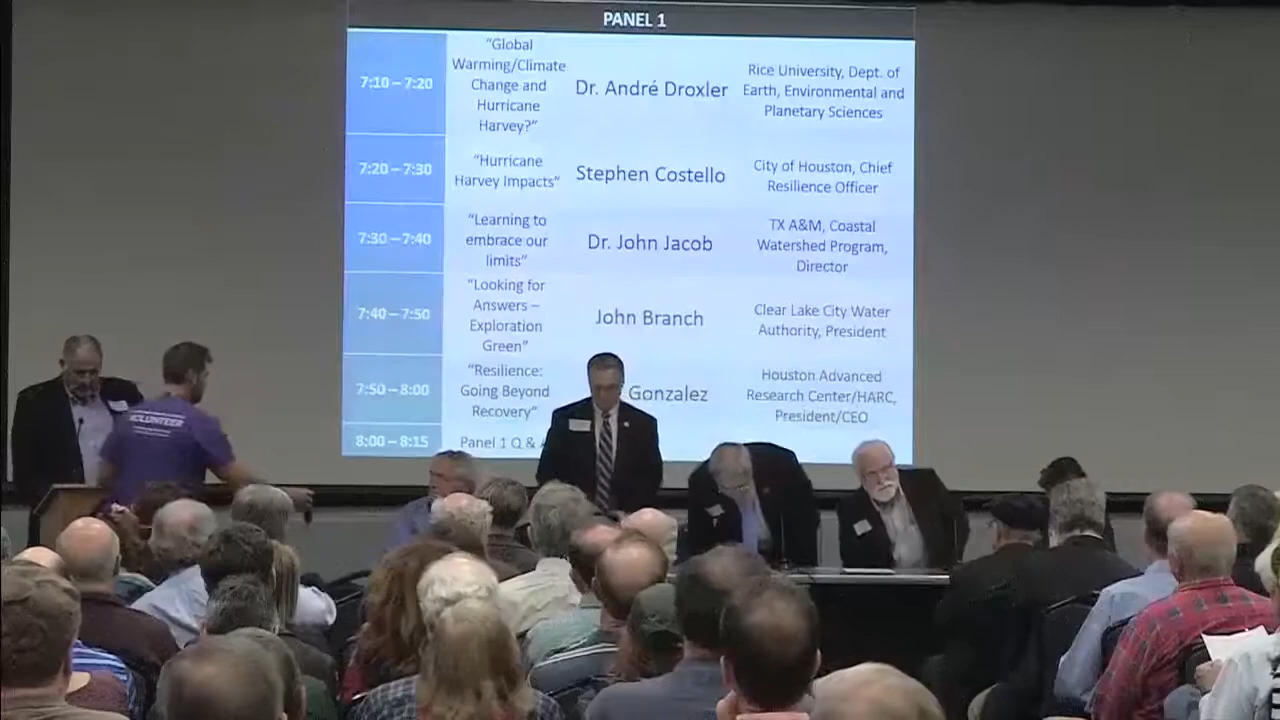 PANEL 1
7:10 – 7:20
"Global
Warming/Climate
Change and
Hurricane
Harvey?"
Dr. André Droxler
Rice University, Dept. of
Earth, Environmental and
Planetary Sciences
7:20 – 7:30
"Hurricane
Harvey Impacts"
Stephen Costello
City of Houston, Chief
Resilience Officer
7:30 – 7:40
"Learning to
embrace our
limits"
Dr. John Jacob
TX A&M, Coastal
Watershed Program,
Director
7:40 – 7:50
"Looking for
Answers –
Exploration
Green"
John Branch
Clear Lake City Water
Authority, President
7:50 – 8:00
"Resilience:
Going Beyond
Recovery"
Gonzalez
Houston Advanced
Research Center/HARC,
President/CEO
8:00 – 8:15
Panel 1 Q &
VOLUNTEER